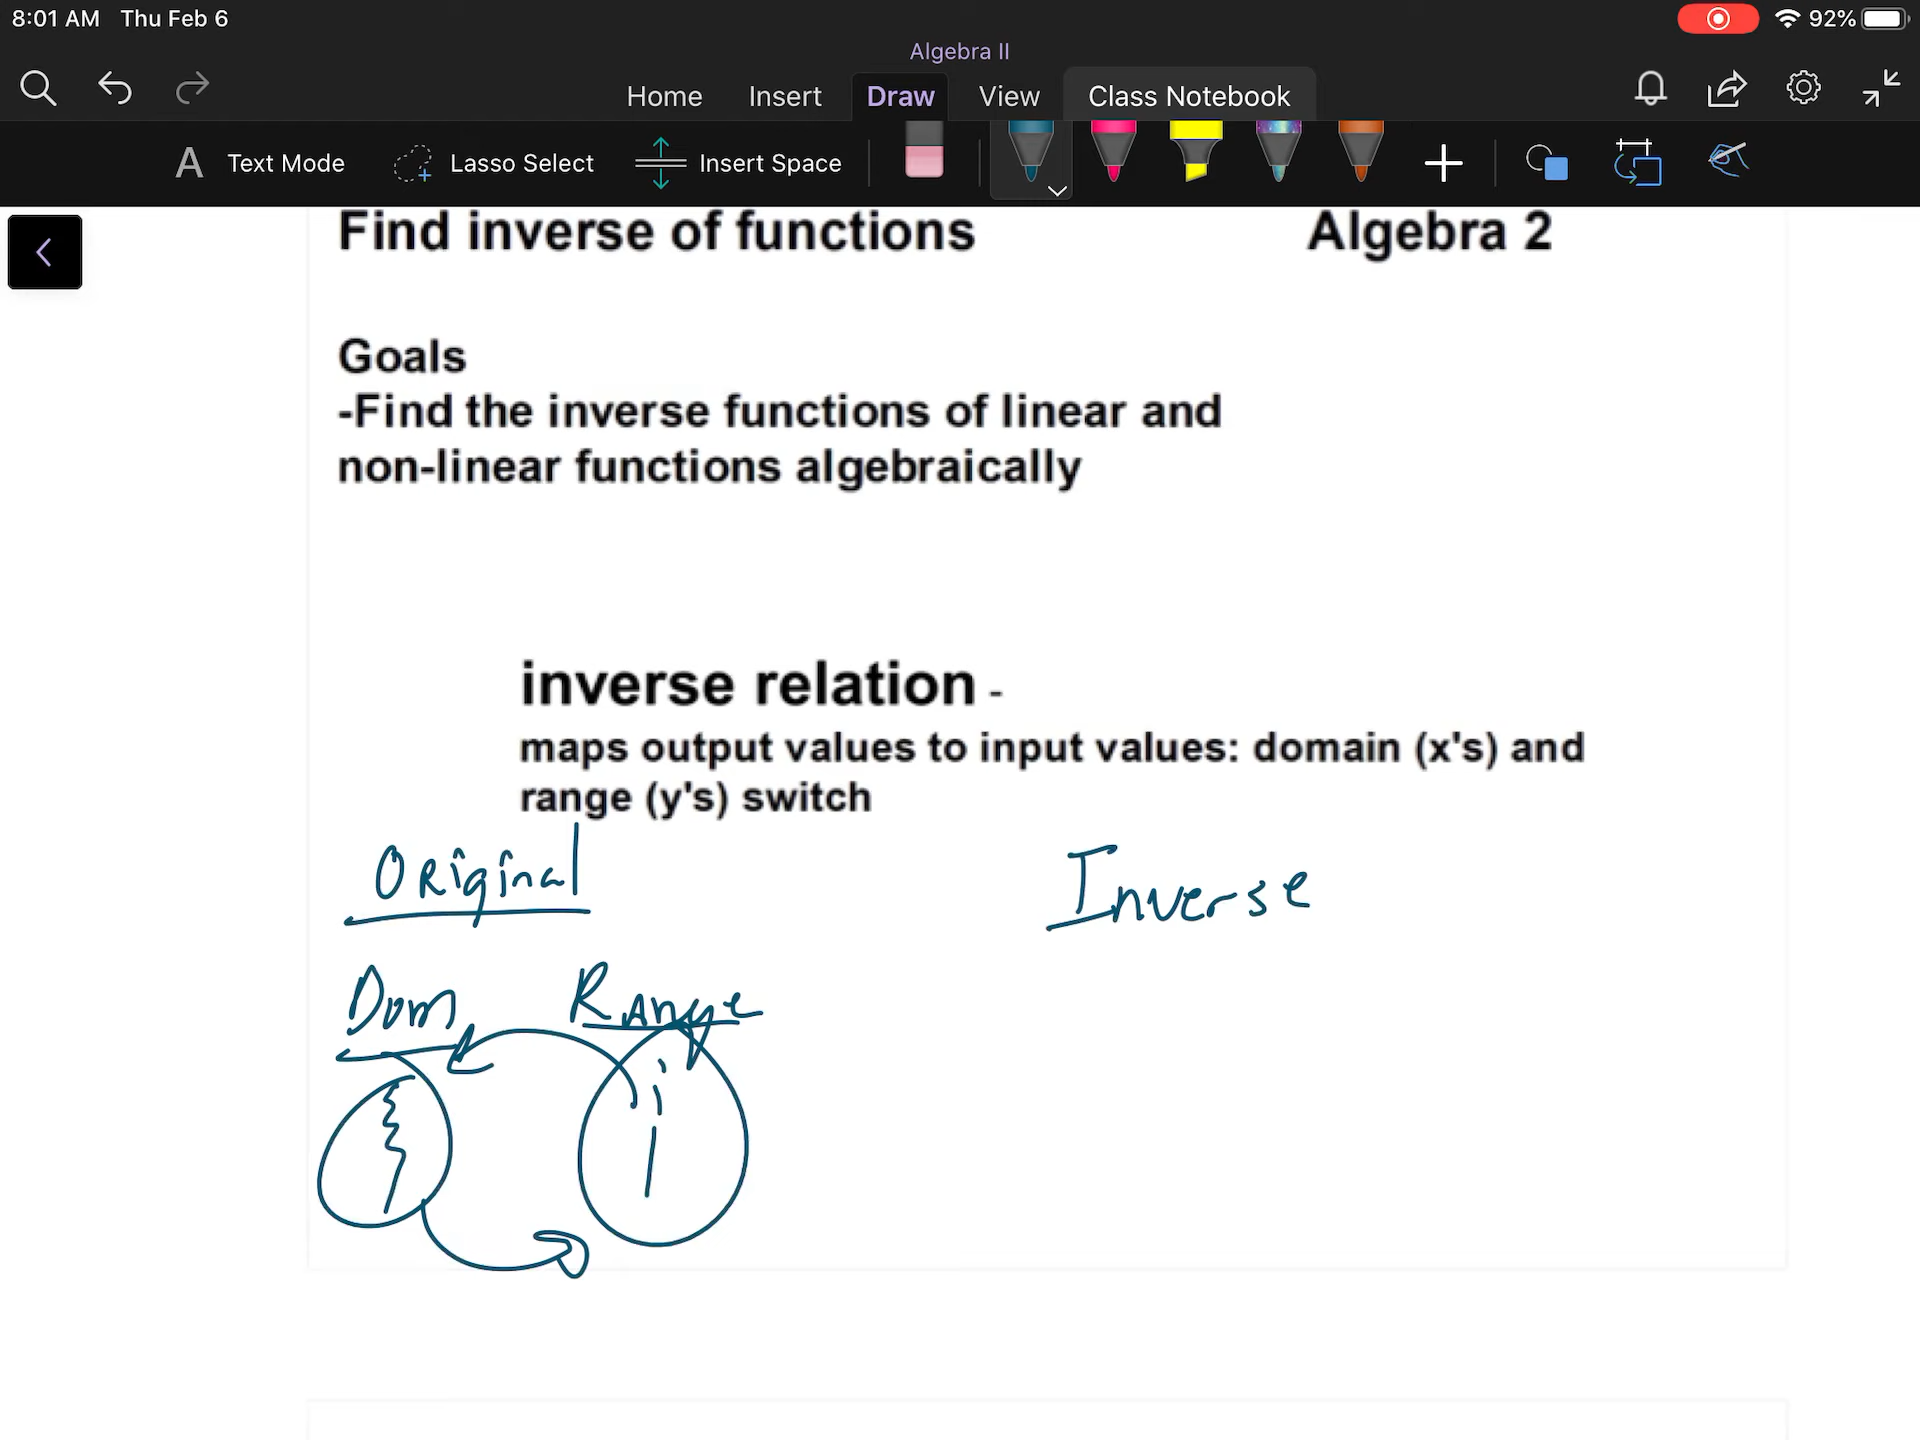 8:01 AM Thu Feb 6 92%
Algebra II
Home Insert Draw View Class Notebook
A Text Mode Lasso Select Insert Space
Find inverse of functions Algebra 2
Goals
-Find the inverse functions of linear and
non-linear functions algebraically
inverse relation -
maps output values to input values: domain (x's) and
range (y's) switch
Original Inverse
Dom Range